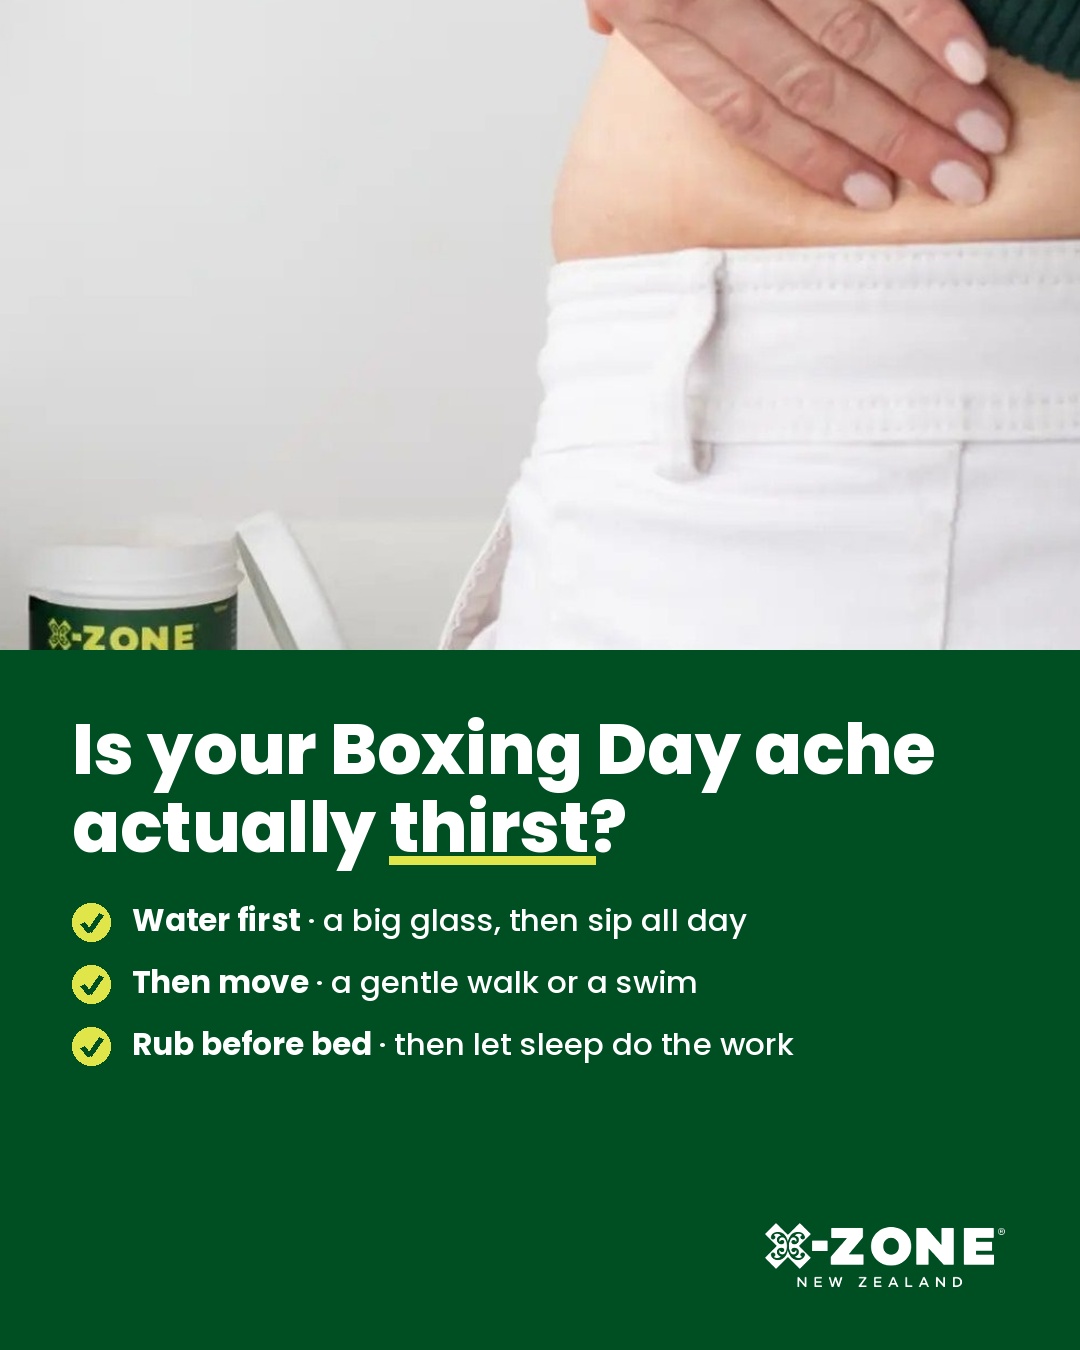 X-ZONE
Is your Boxing Day ache
actually thirst?
Water first · a big glass, then sip all day
Then move · a gentle walk or a swim
Rub before bed · then let sleep do the work
X-ZONE®
NEW ZEALAND